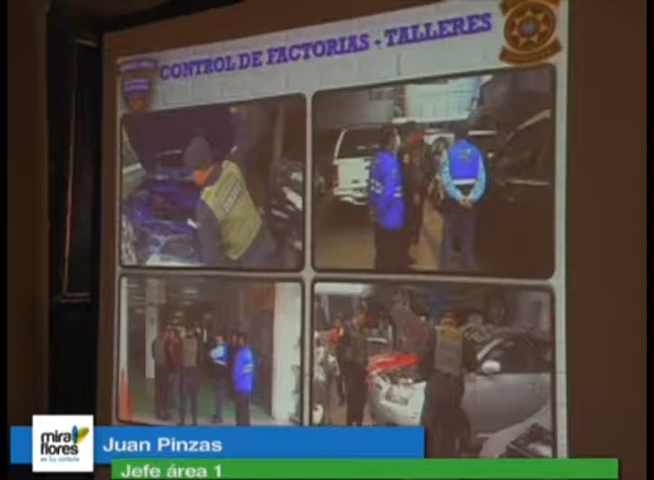 CONTROL DE FACTORIAS - TALLERES
mira
flores
Juan Pinzas
Jefe área 1